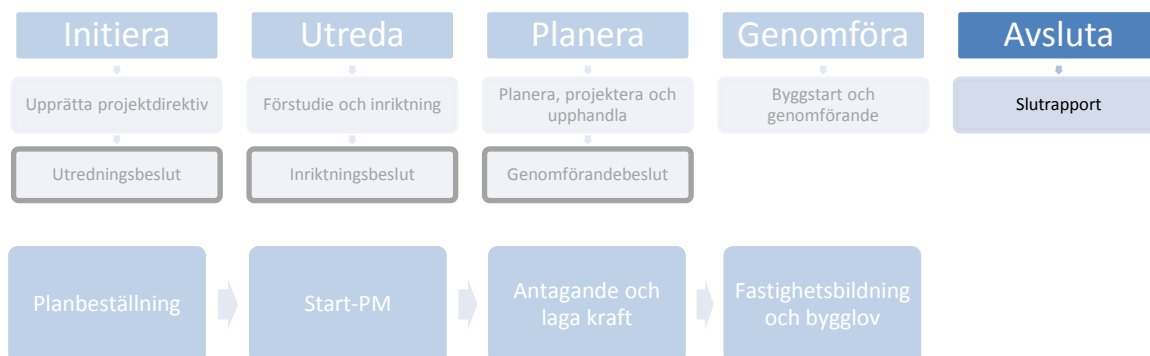 Initiera
Utreda
Planera
Genomföra
Avsluta
Upprätta projektdirektiv
Förstudie och inriktning
Planera, projektera och
upphandla
Byggstart och
genomförande
Slutrapport
Utredningsbeslut
Inriktningsbeslut
Genomförandebeslut
Planbeställning
Start-PM
Antagande och
laga kraft
Fastighetsbildning
och bygglov